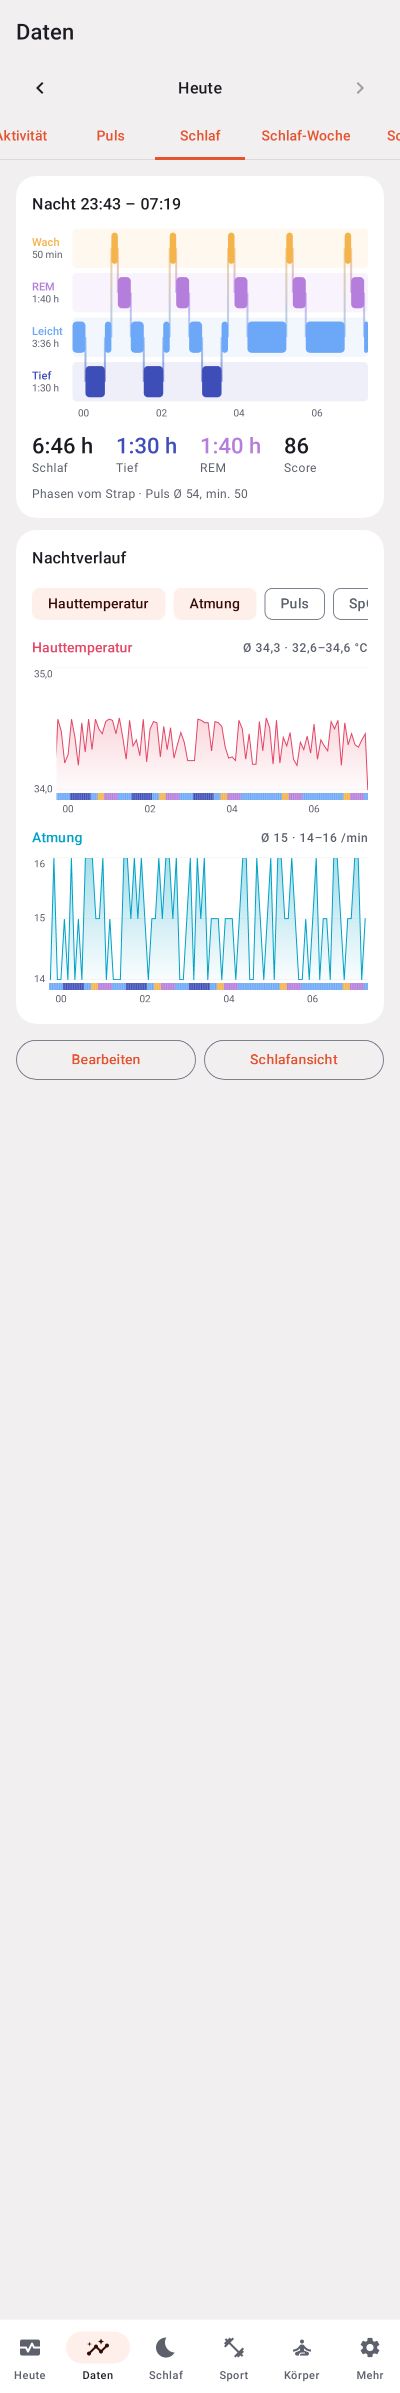 Daten
Heute
Aktivität Puls Schlaf Schlaf-Woche
Nacht 23:43 – 07:19
Wach
50 min
REM
1:40 h
Leicht
3:36 h
Tief
1:30 h
00 02 04 06
6:46 h 1:30 h 1:40 h 86
Schlaf Tief REM Score
Phasen vom Strap · Puls Ø 54, min. 50
Nachtverlauf
Hauttemperatur Atmung Puls
Hauttemperatur Ø 34,3 · 32,6–34,6 °C
35,0
34,0
00 02 04 06
Atmung Ø 15 · 14–16 /min
16
15
14
00 02 04 06
Bearbeiten Schlafansicht
Heute Daten Schlaf Sport Körper Mehr